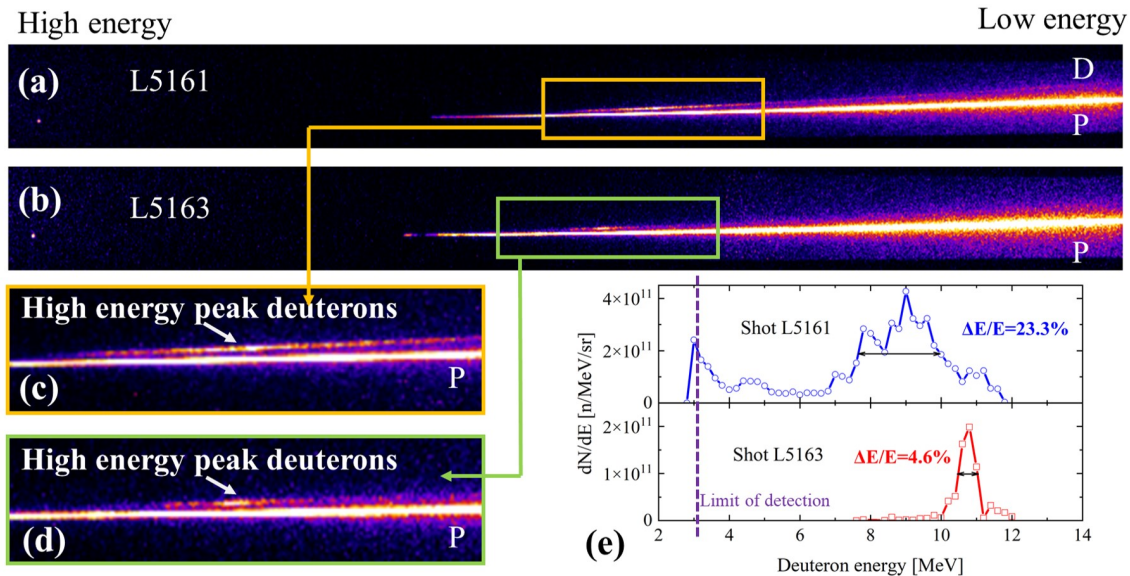 High energy
Low energy
(a)
L5161
D
P
(b)
L5163
P
High energy peak deuterons
(c)
P
High energy peak deuterons
(d)
P
4×10¹¹
2×10¹¹
0
Shot L5161
ΔE/E=23.3%
2×10¹¹
1×10¹¹
0
Shot L5163
ΔE/E=4.6%
Limit of detection
dN/dE [n/MeV/sr]
(e)
2 4 6 8 10 12 14
Deuteron energy [MeV]